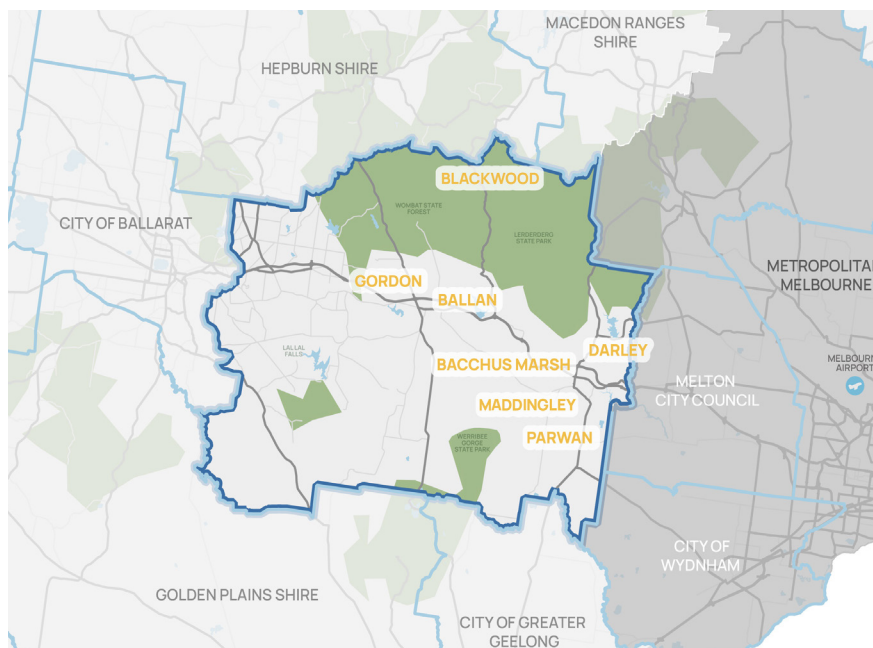 MACEDON RANGES
SHIRE
HEPBURN SHIRE
BLACKWOOD
WOMBAT STATE
FOREST
CITY OF BALLARAT
LERDERDERG
STATE PARK
METROPOLITAN
MELBOURNE
GORDON
BALLAN
LAL LAL
FALLS
DARLEY
BACCHUS MARSH
MELBOURN
AIRPORT
MELTON
CITY COUNCIL
MADDINGLEY
PARWAN
WERRIBEE
GORGE STATE
PARK
CITY OF
WYDNHAM
GOLDEN PLAINS SHIRE
CITY OF GREATER
GEELONG